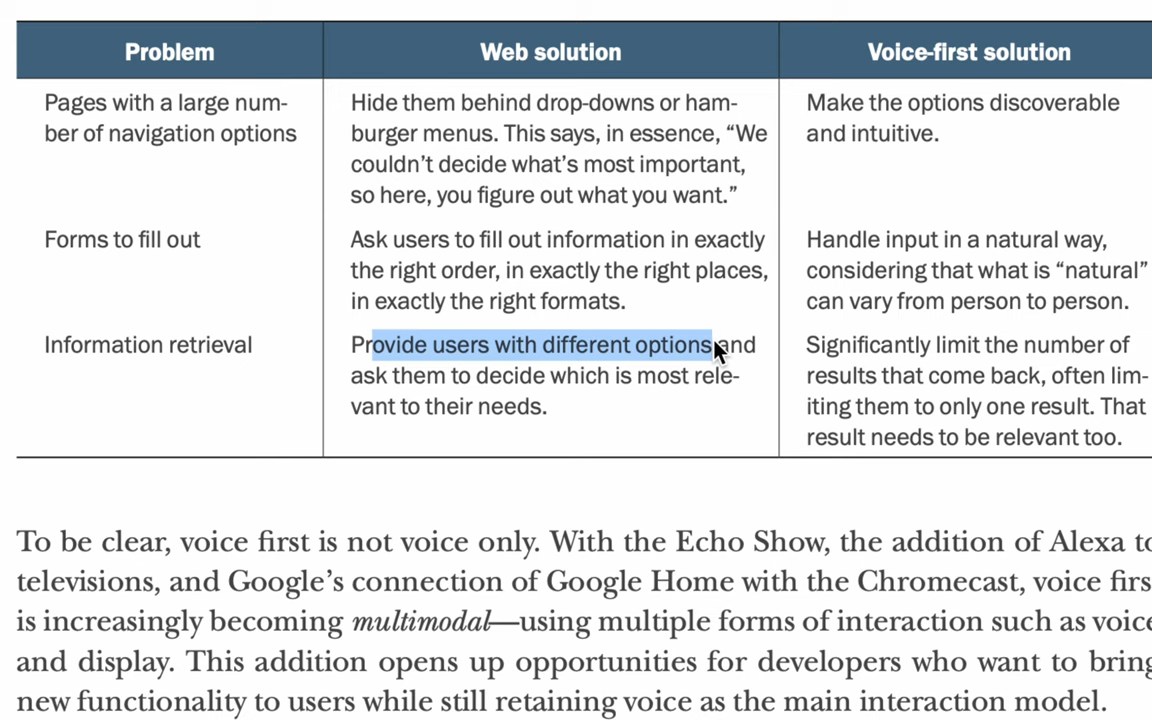 Problem
Web solution
Voice-first solution
Pages with a large num-
ber of navigation options
Hide them behind drop-downs or ham-
burger menus. This says, in essence, “We
couldn’t decide what’s most important,
so here, you figure out what you want.”
Make the options discoverable
and intuitive.
Forms to fill out
Ask users to fill out information in exactly
the right order, in exactly the right places,
in exactly the right formats.
Handle input in a natural way,
considering that what is “natural”
can vary from person to person.
Information retrieval
Provide users with different options and
ask them to decide which is most rele-
vant to their needs.
Significantly limit the number of
results that come back, often lim-
iting them to only one result. That
result needs to be relevant too.
To be clear, voice first is not voice only. With the Echo Show, the addition of Alexa to
televisions, and Google’s connection of Google Home with the Chromecast, voice first
is increasingly becoming multimodal—using multiple forms of interaction such as voice
and display. This addition opens up opportunities for developers who want to bring
new functionality to users while still retaining voice as the main interaction model.